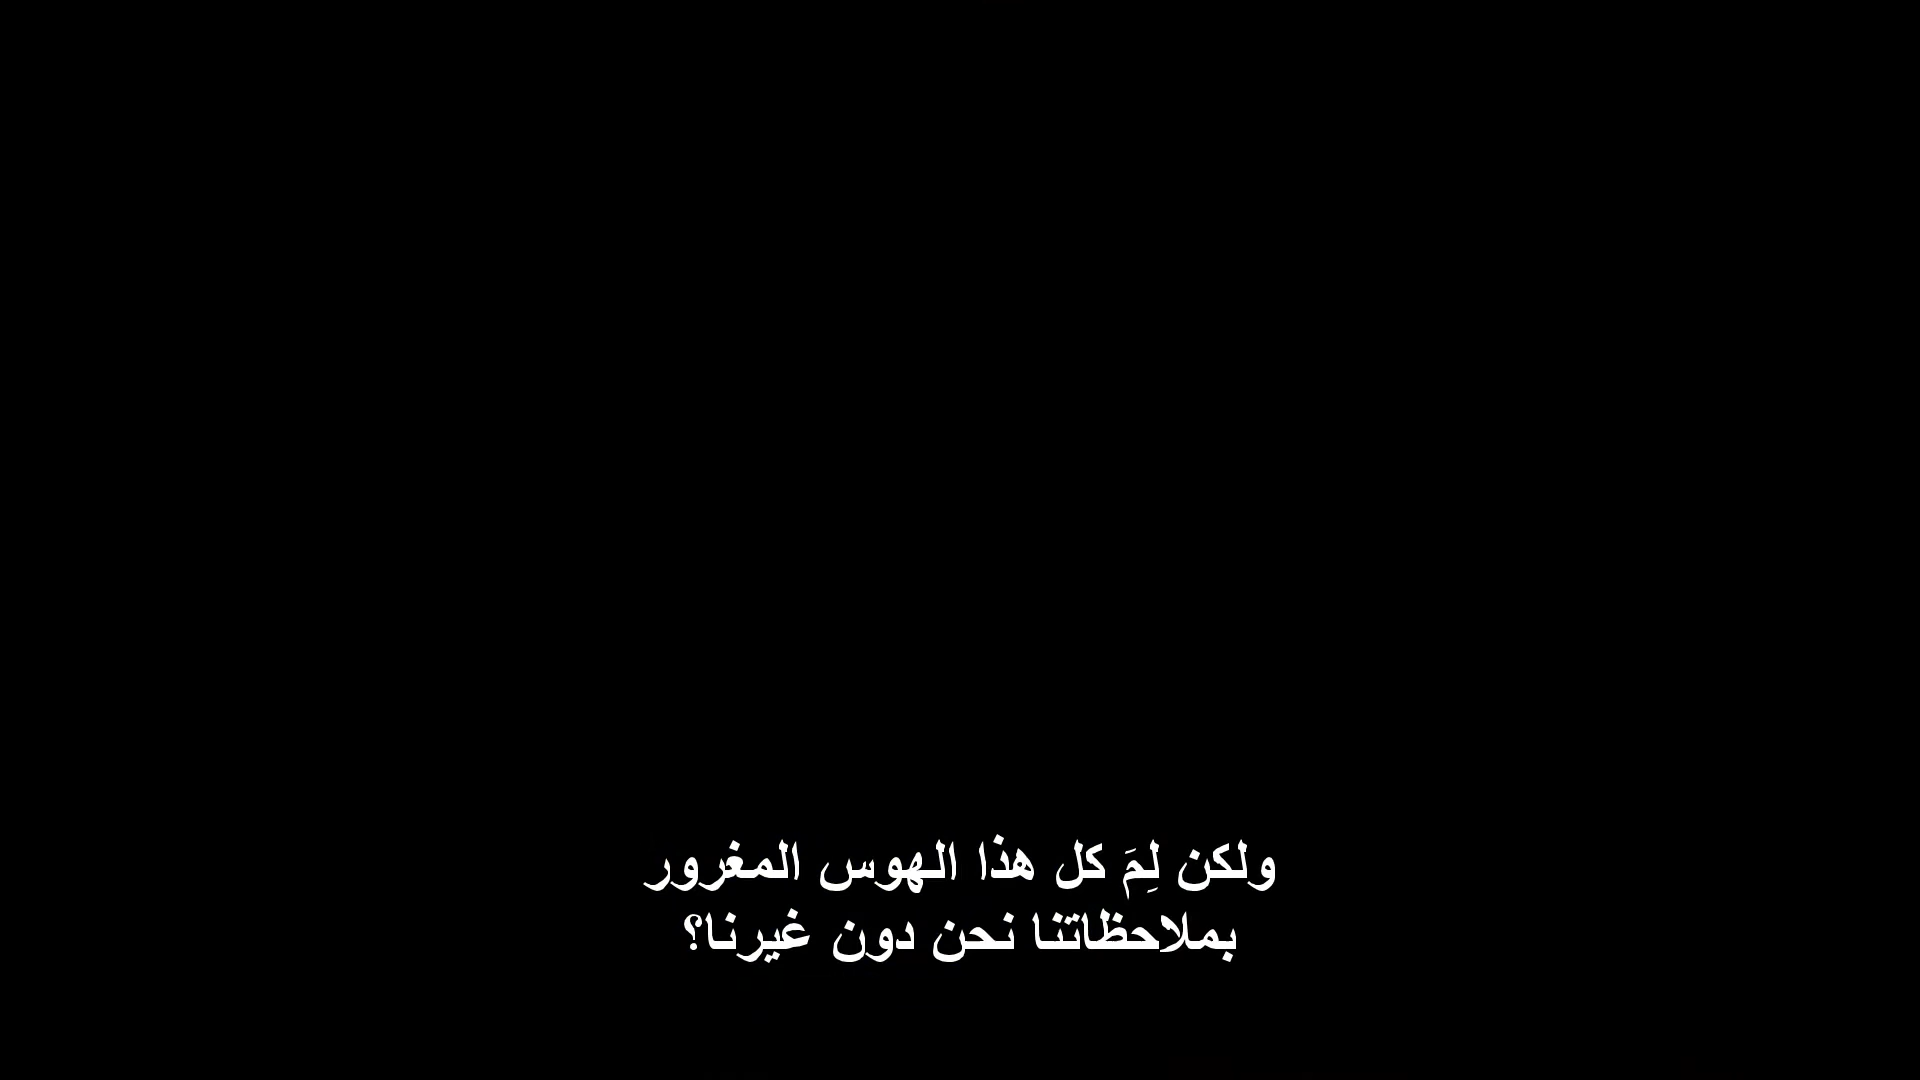 ولكن لِمَ كل هذا الهوس المغرور
بملاحظاتنا نحن دون غيرنا؟